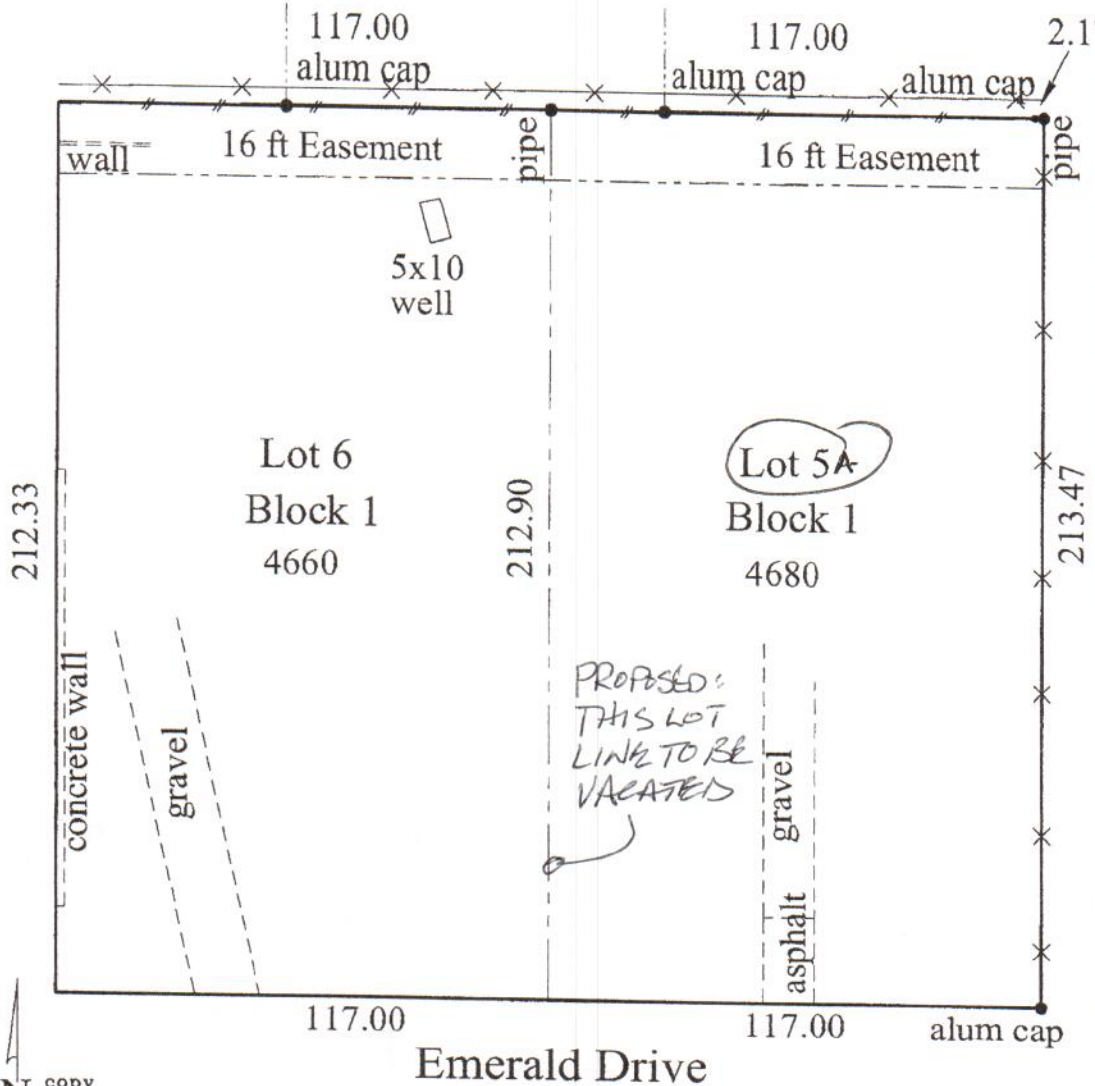 117.00
117.00
2.1
alum cap
alum cap
alum cap
wall
16 ft Easement
pipe
16 ft Easement
pipe
5x10
well
Lot 6
Block 1
4660
Lot 5A
Block 1
4680
212.33
212.90
213.47
PROPOSED:
THIS LOT
LINE TO BE
VACATED
concrete wall
gravel
gravel
asphalt
117.00
117.00
alum cap
Emerald Drive
N
COPY